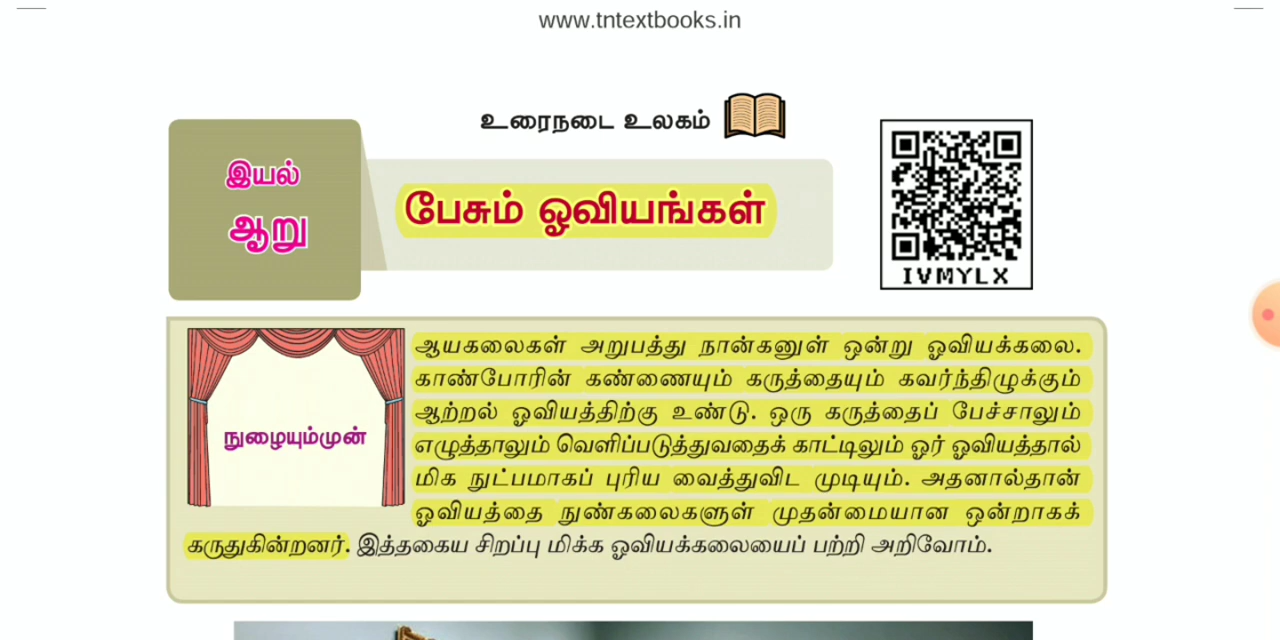 www.tntextbooks.in
உரைநடை உலகம்
இயல்
ஆறு
பேசும் ஓவியங்கள்
IVMYLX
நுழையும்முன்
ஆயகலைகள் அறுபத்து நான்கனுள் ஒன்று ஓவியக்கலை.
காண்போரின் கண்ணையும் கருத்தையும் கவர்ந்திழுக்கும்
ஆற்றல் ஓவியத்திற்கு உண்டு. ஒரு கருத்தைப் பேச்சாலும்
எழுத்தாலும் வெளிப்படுத்துவதைக் காட்டிலும் ஓர் ஓவியத்தால்
மிக நுட்பமாகப் புரிய வைத்துவிட முடியும். அதனால்தான்
ஓவியத்தை நுண்கலைகளுள் முதன்மையான ஒன்றாகக்
கருதுகின்றனர். இத்தகைய சிறப்பு மிக்க ஓவியக்கலையைப் பற்றி அறிவோம்.